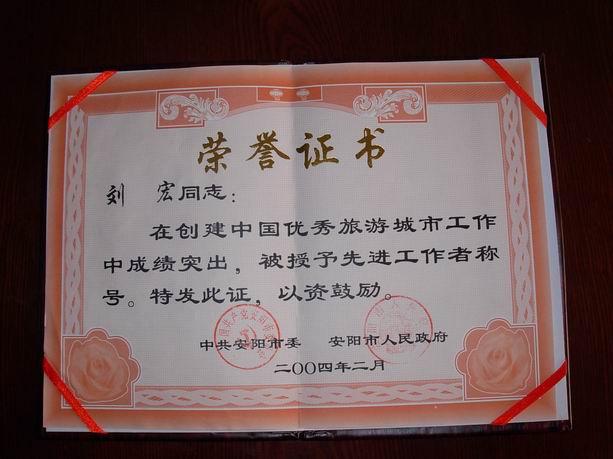 荣誉证书
刘 宏同志：
在创建中国优秀旅游城市工作
中成绩突出，被授予先进工作者称
号。特发此证，以资鼓励。
中共安阳市委 安阳市人民政府
二〇〇四年二月